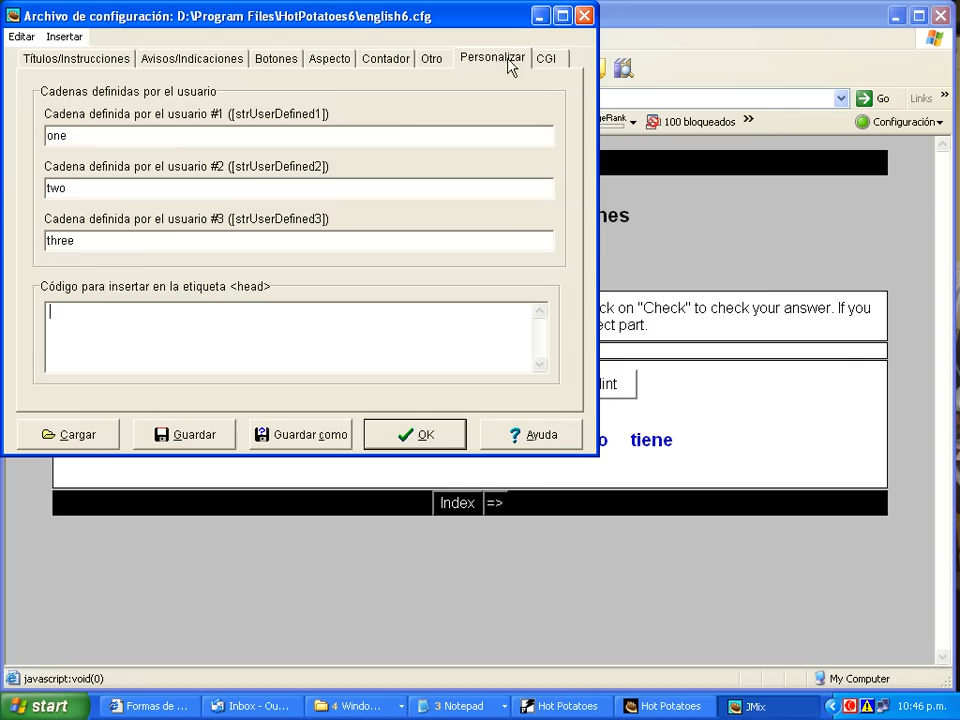 Archivo de configuración: D:\Program Files\HotPotatoes6\english6.cfg
Editar Insertar
Títulos/Instrucciones Avisos/Indicaciones Botones Aspecto Contador Otro Personalizar CGI
Cadenas definidas por el usuario
Cadena definida por el usuario #1 ([strUserDefined1])
one
Cadena definida por el usuario #2 ([strUserDefined2])
two
Cadena definida por el usuario #3 ([strUserDefined3])
three
Código para insertar en la etiqueta <head>
Cargar Guardar Guardar como OK Ayuda
Go Links »
100 bloqueados » Configuración
"Check" to check your answer. If you
part.
tiene
Index =>
javascript:void(0) My Computer
start Formas de ... Inbox - Ou... 4 Windo... 3 Notepad Hot Potatoes Hot Potatoes JMix 10:46 p.m.